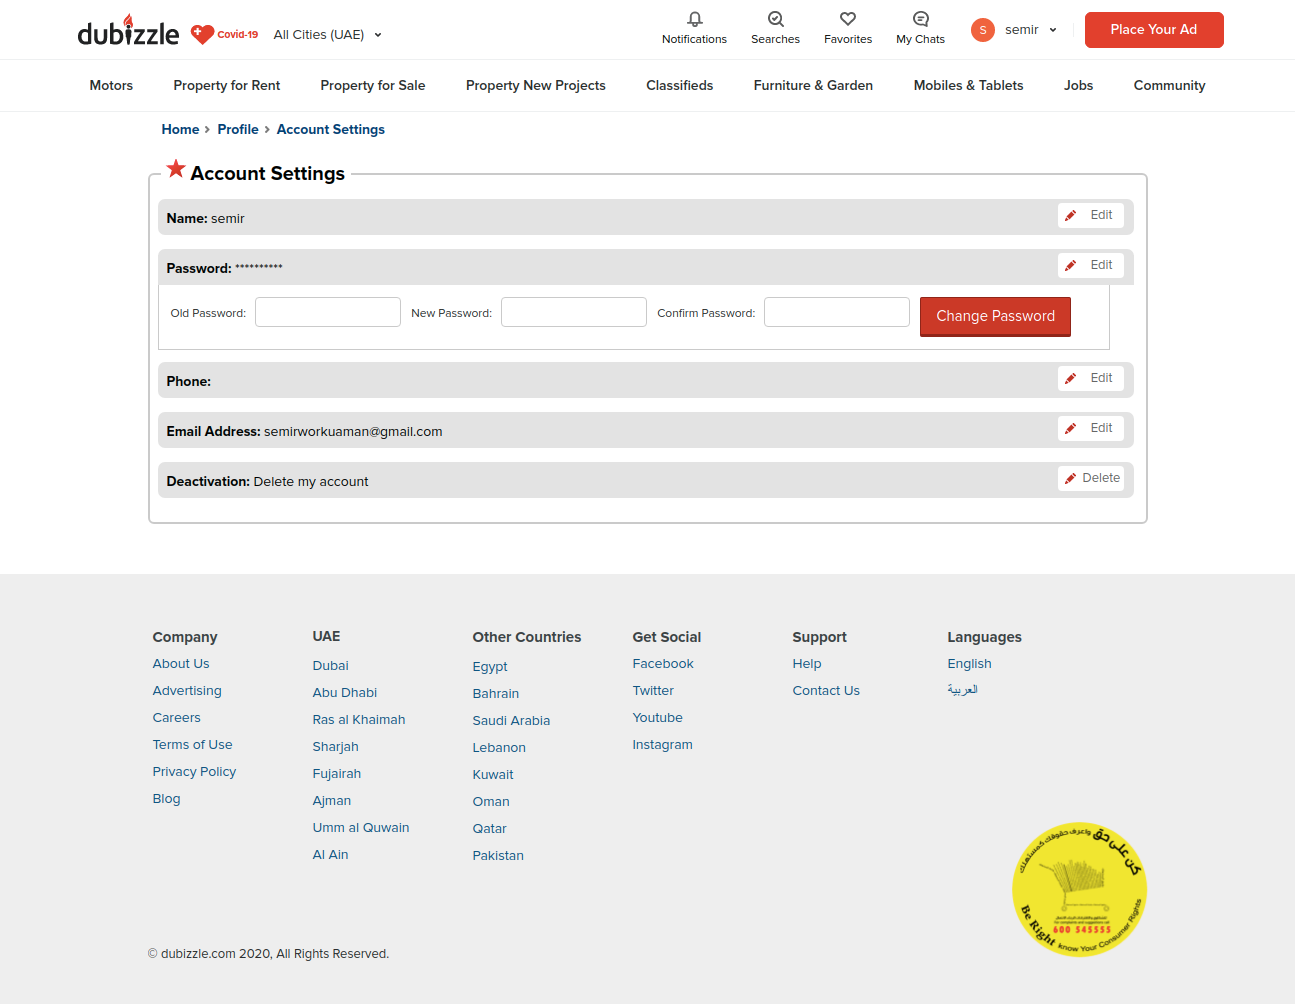 dubizzle
Covid-19
All Cities (UAE)
Notifications
Searches
Favorites
My Chats
S
semir
Place Your Ad
Motors
Property for Rent
Property for Sale
Property New Projects
Classifieds
Furniture & Garden
Mobiles & Tablets
Jobs
Community
Home › Profile › Account Settings
Account Settings
Name: semir
Edit
Password: **********
Edit
Old Password:
New Password:
Confirm Password:
Change Password
Phone:
Edit
Email Address: semirworkuaman@gmail.com
Edit
Deactivation: Delete my account
Delete
Company
About Us
Advertising
Careers
Terms of Use
Privacy Policy
Blog
UAE
Dubai
Abu Dhabi
Ras al Khaimah
Sharjah
Fujairah
Ajman
Umm al Quwain
Al Ain
Other Countries
Egypt
Bahrain
Saudi Arabia
Lebanon
Kuwait
Oman
Qatar
Pakistan
Get Social
Facebook
Twitter
Youtube
Instagram
Support
Help
Contact Us
Languages
English
العربية
كن على حق واعرف حقوقك كمستهلك
600 545555
Be Right know Your Consumer Rights
© dubizzle.com 2020, All Rights Reserved.